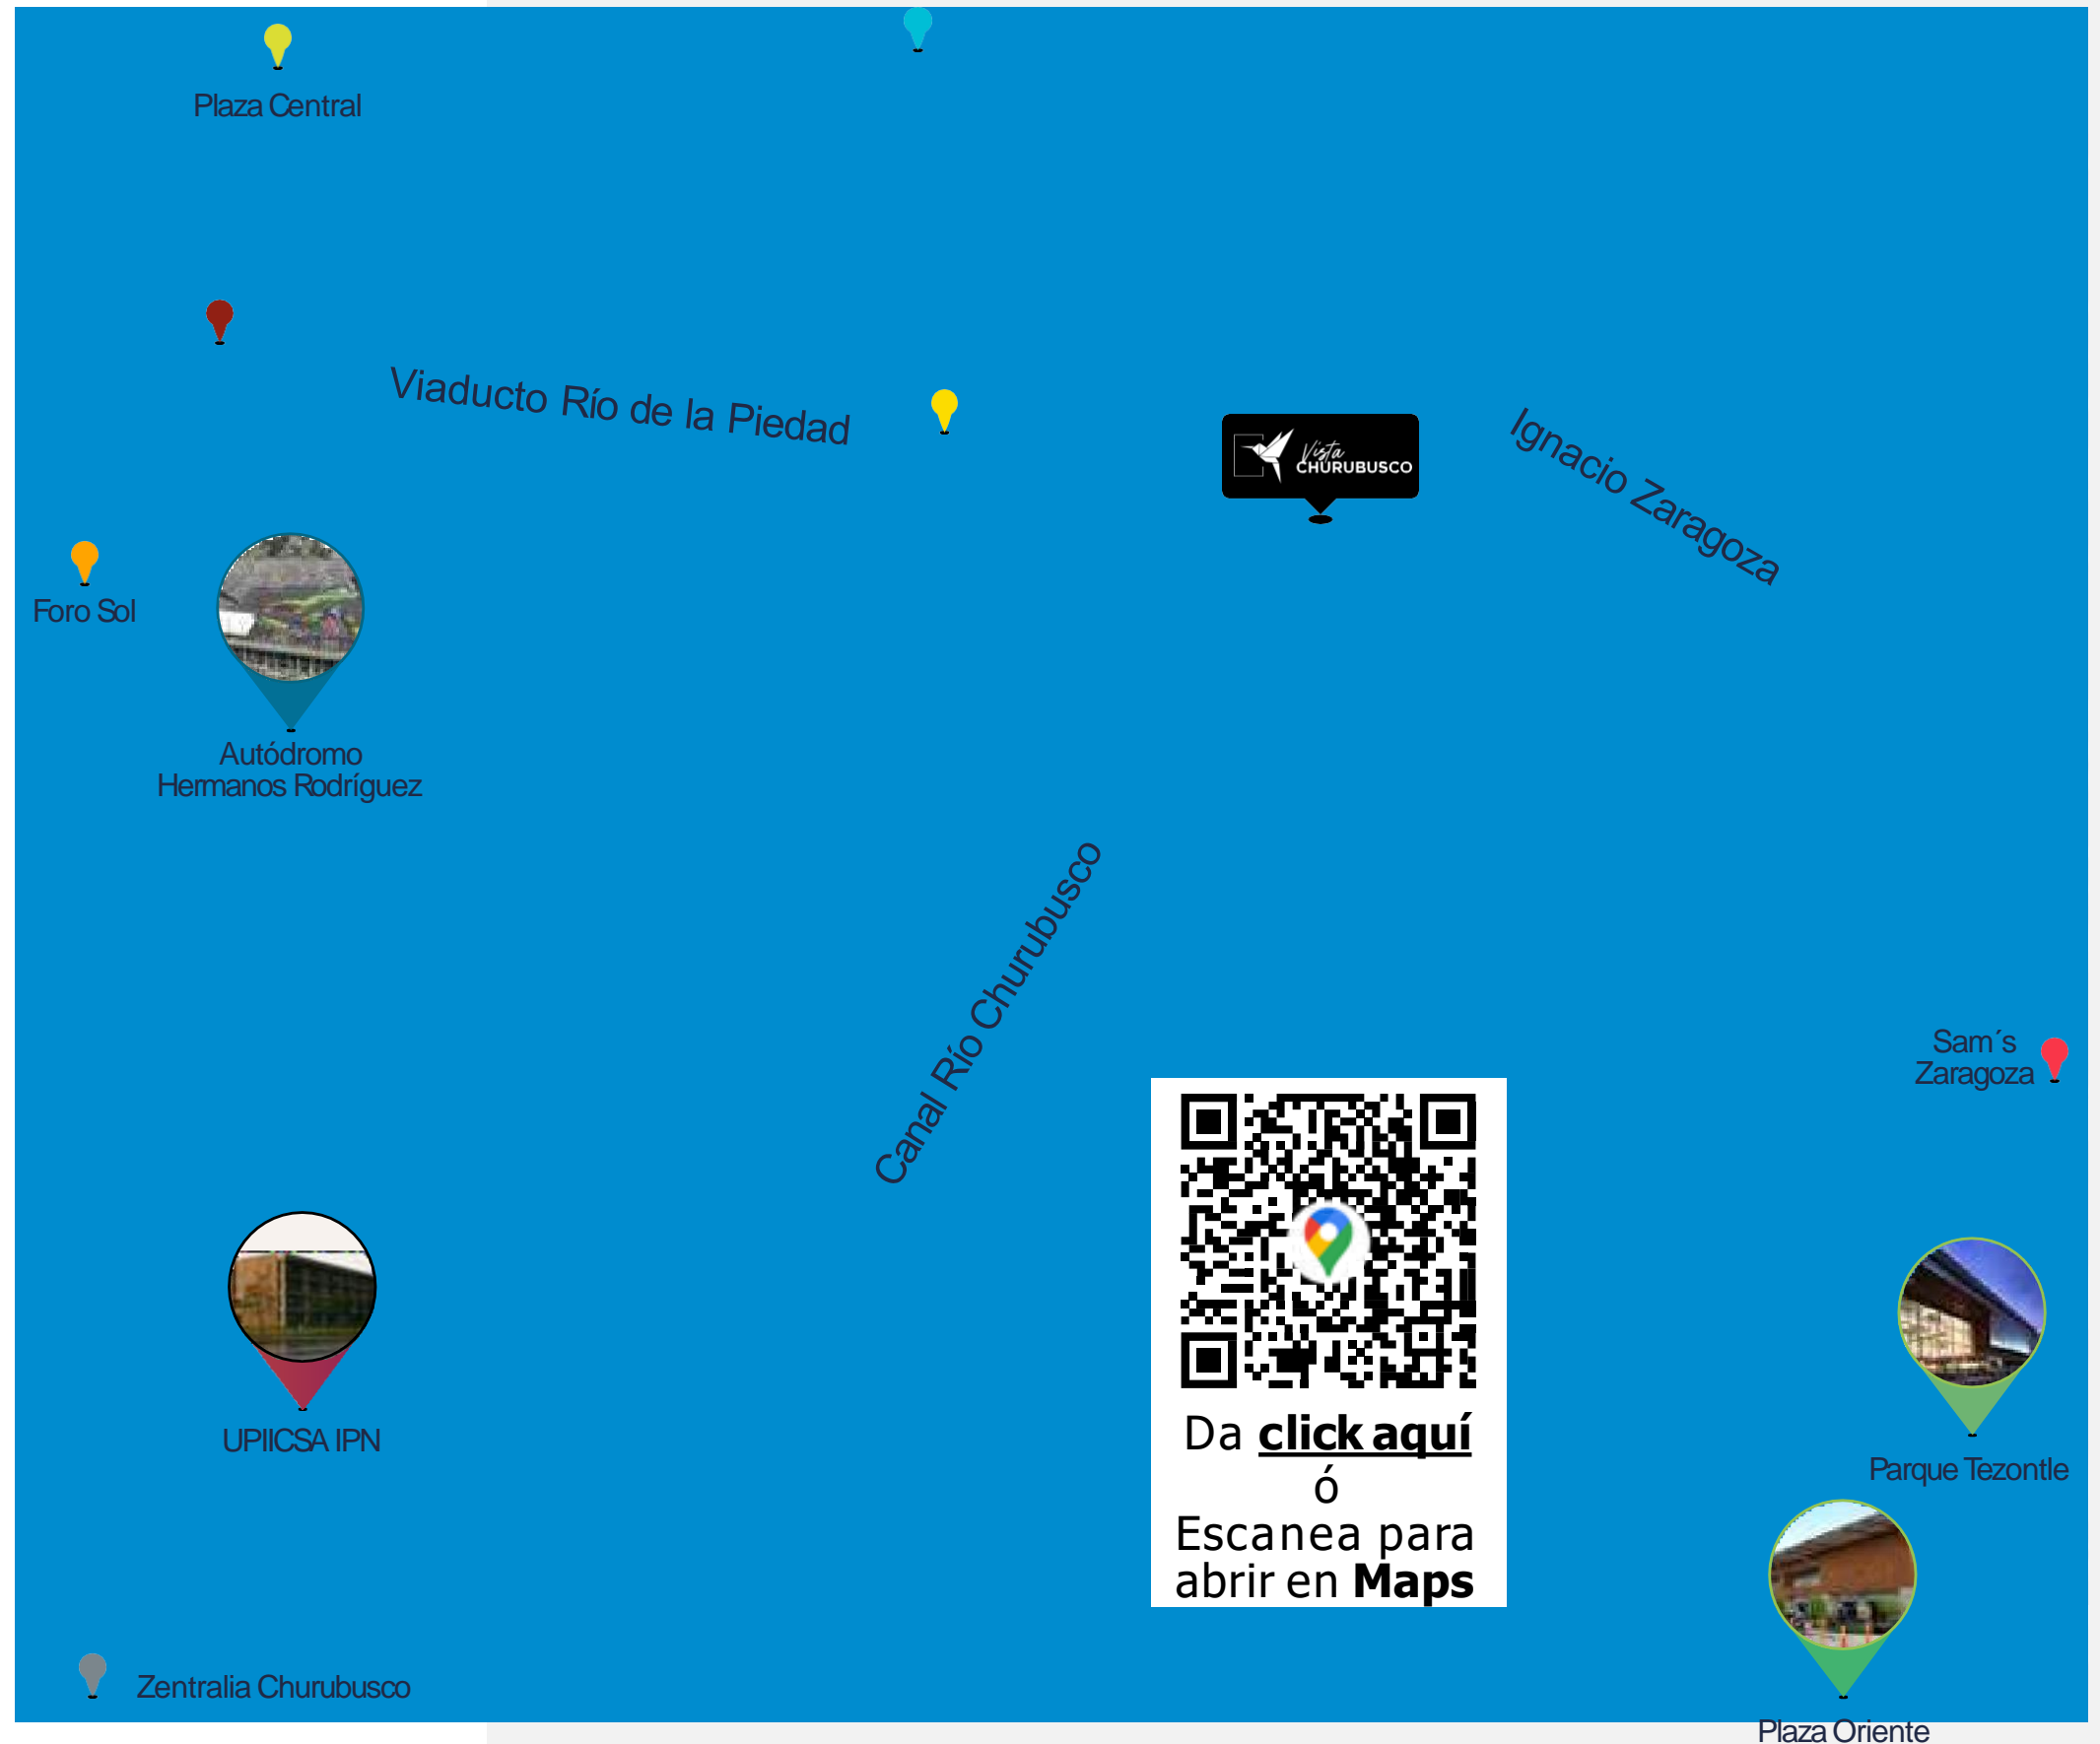 Plaza Central
Viaducto Río de la Piedad
Vista
CHURUBUSCO
Ignacio Zaragoza
Foro Sol
Autódromo
Hermanos Rodríguez
Canal Río Churubusco
Sam´s
Zaragoza
UPIICSA IPN
Da click aquí
ó
Escanea para
abrir en Maps
Parque Tezontle
Zentralia Churubusco
Plaza Oriente